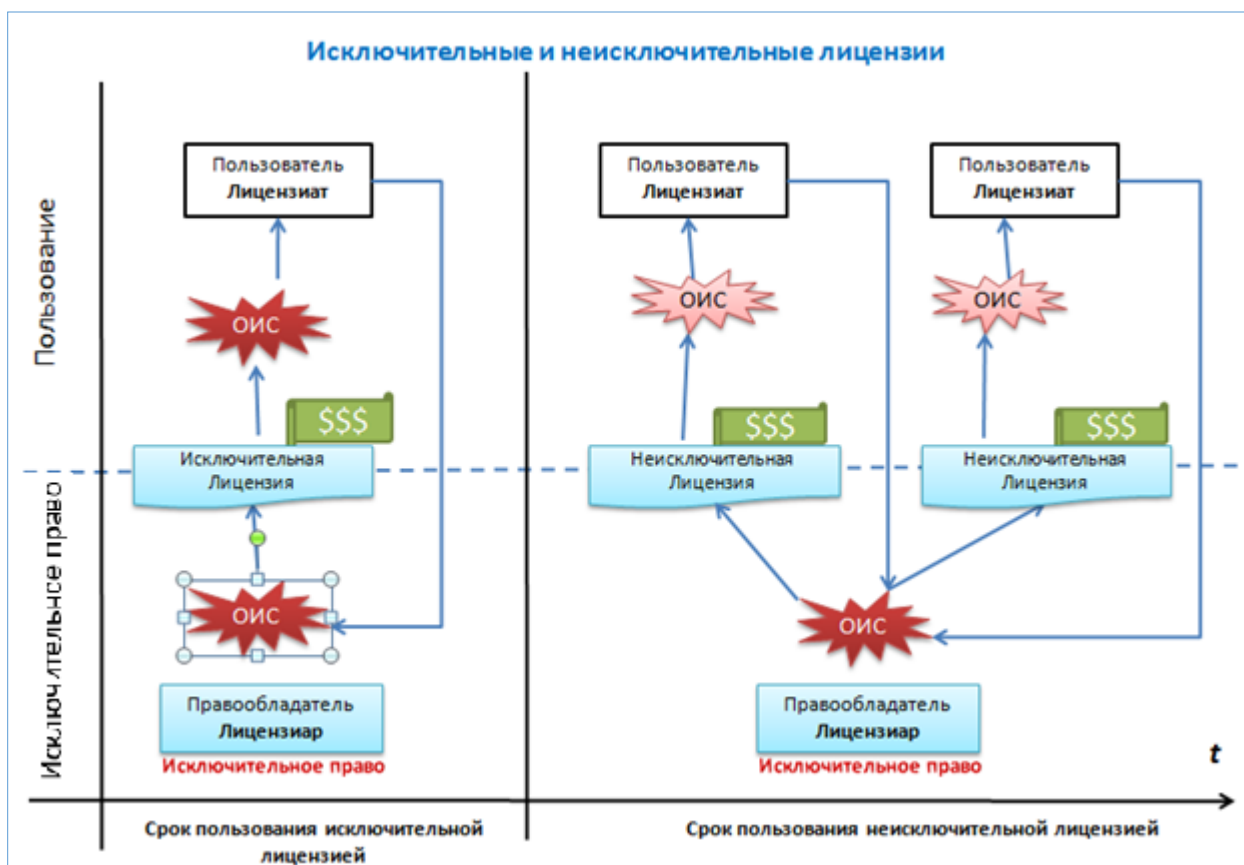 Исключительные и неисключительные лицензии
Пользование
Исключ лтельнсе право
Пользователь
Лицензиат
ОИС
$$$
Исключительная
Лицензия
ОИС
Правообладатель
Лицензиар
Исключительное право
Срок пользования исключительной
лицензией
Пользователь
Лицензиат
Пользователь
Лицензиат
ОИС
ОИС
$$$
$$$
Неисключительная
Лицензия
Неисключительная
Лицензия
ОИС
Правообладатель
Лицензиар
Исключительное право
t
Срок пользования неисключительной лицензией